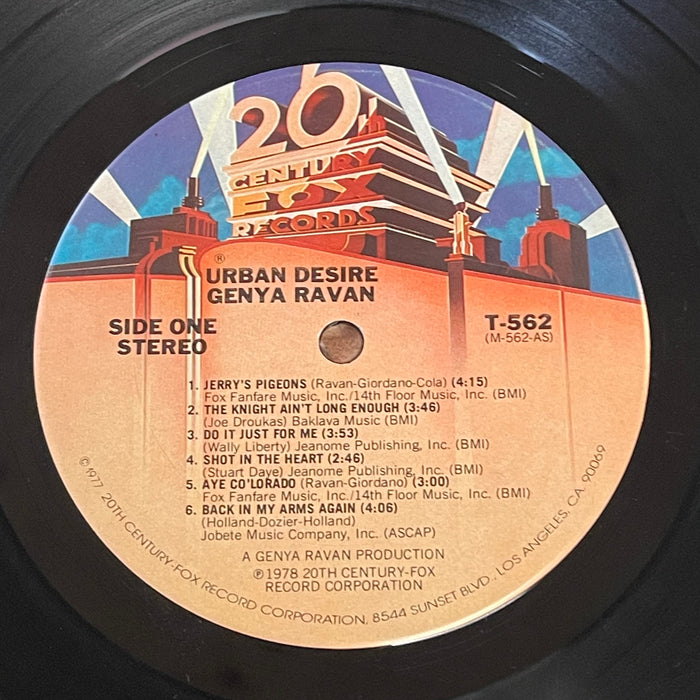 20th
CENTURY
FOX
RECORDS
®
URBAN DESIRE
GENYA RAVAN
SIDE ONE
STEREO
T-562
(M-562-AS)
1. JERRY'S PIGEONS (Ravan-Giordano-Cola) (4:15)
Fox Fanfare Music, Inc./14th Floor Music, Inc. (BMI)
2. THE KNIGHT AIN'T LONG ENOUGH (3:46)
(Joe Droukas) Baklava Music (BMI)
3. DO IT JUST FOR ME (3:53)
(Wally Liberty) Jeanome Publishing, Inc. (BMI)
4. SHOT IN THE HEART (2:46)
(Stuart Dave) Jeanome Publishing, Inc. (BMI)
5. AYE CO'LORADO (Ravan-Giordano) (3:00)
Fox Fanfare Music, Inc./14th Floor Music, Inc. (BMI)
6. BACK IN MY ARMS AGAIN (4:06)
(Holland-Dozier-Holland)
Jobete Music Company, Inc. (ASCAP)
A GENYA RAVAN PRODUCTION
℗1978 20TH CENTURY-FOX
RECORD CORPORATION
©1977 20TH CENTURY-FOX RECORD CORPORATION, 8544 SUNSET BLVD., LOS ANGELES, CA. 90069